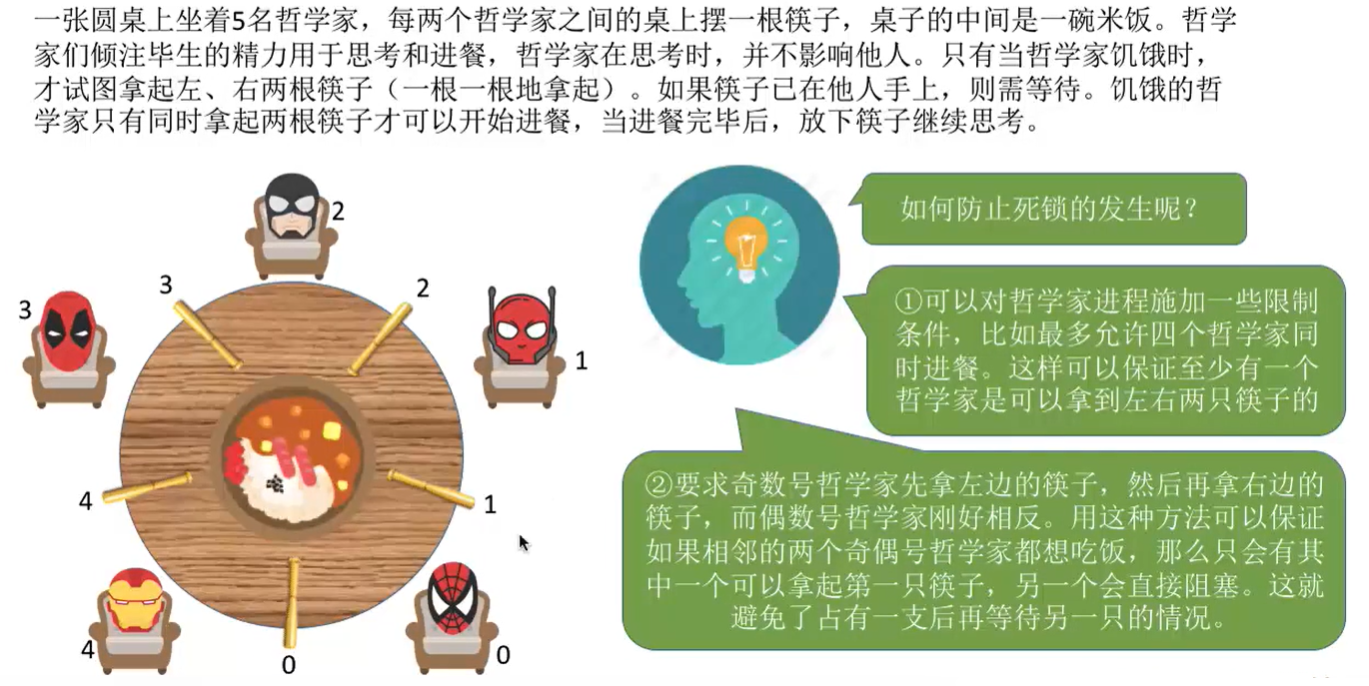 一张圆桌上坐着5名哲学家，每两个哲学家之间的桌上摆一根筷子，桌子的中间是一碗米饭。哲学
家们倾注毕生的精力用于思考和进餐，哲学家在思考时，并不影响他人。只有当哲学家饥饿时，
才试图拿起左、右两根筷子（一根一根地拿起）。如果筷子已在他人手上，则需等待。饥饿的哲
学家只有同时拿起两根筷子才可以开始进餐，当进餐完毕后，放下筷子继续思考。
2
3
2
3
1
4
1
4
0
0
如何防止死锁的发生呢？
①可以对哲学家进程施加一些限制
条件，比如最多允许四个哲学家同
时进餐。这样可以保证至少有一个
哲学家是可以拿到左右两只筷子的
②要求奇数号哲学家先拿左边的筷子，然后再拿右边的
筷子，而偶数号哲学家刚好相反。用这种方法可以保证
如果相邻的两个奇偶号哲学家都想吃饭，那么只会有其
中一个可以拿起第一只筷子，另一个会直接阻塞。这就
避免了占有一支后再等待另一只的情况。